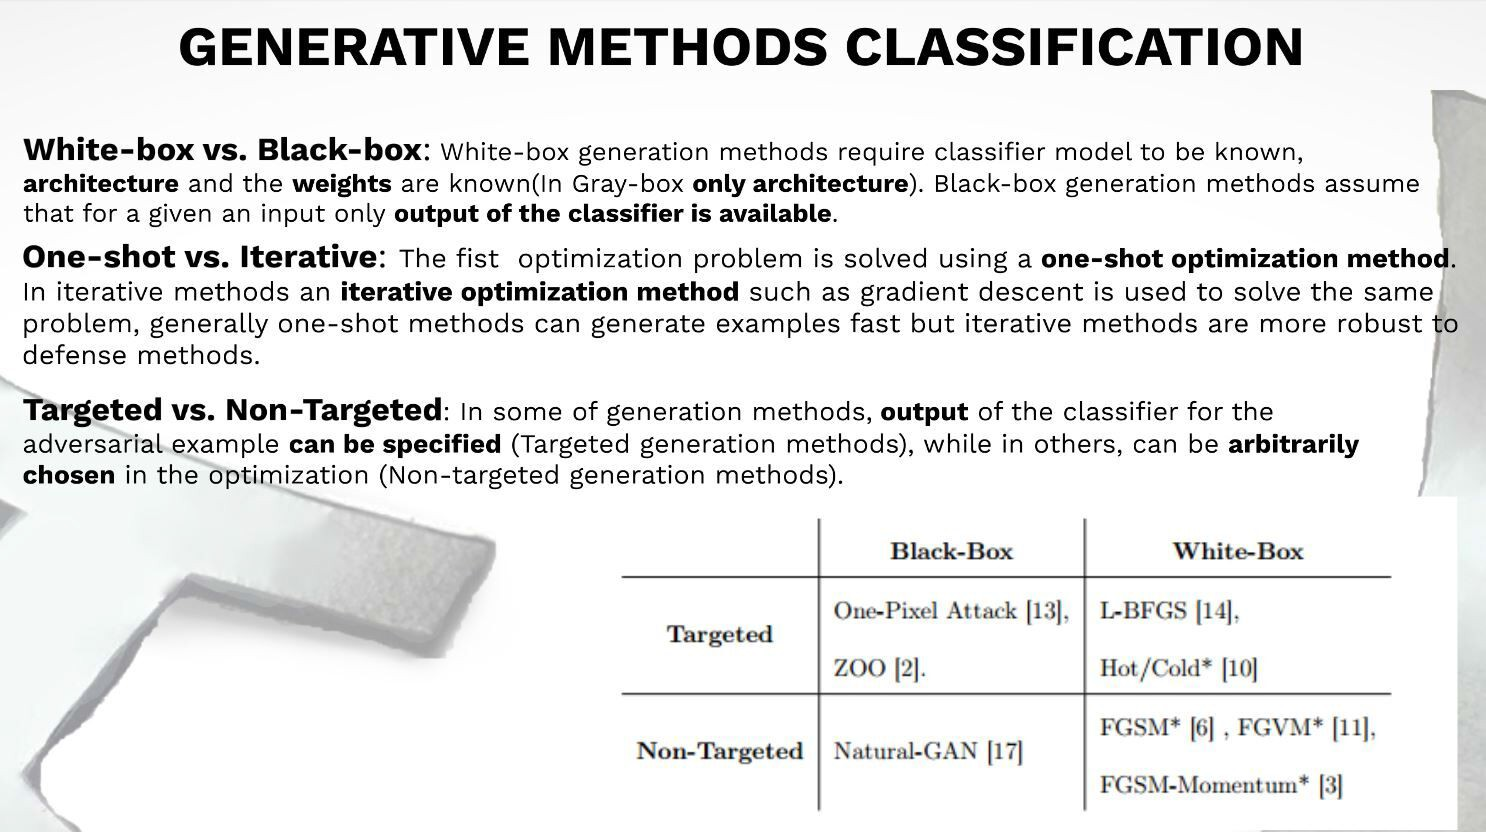 GENERATIVE METHODS CLASSIFICATION
White-box vs. Black-box: White-box generation methods require classifier model to be known,
architecture and the weights are known(In Gray-box only architecture). Black-box generation methods assume
that for a given an input only output of the classifier is available.
One-shot vs. Iterative: The fist  optimization problem is solved using a one-shot optimization method.
In iterative methods an iterative optimization method such as gradient descent is used to solve the same
problem, generally one-shot methods can generate examples fast but iterative methods are more robust to
defense methods.
Targeted vs. Non-Targeted: In some of generation methods, output of the classifier for the
adversarial example can be specified (Targeted generation methods), while in others, can be arbitrarily
chosen in the optimization (Non-targeted generation methods).
Black-Box White-Box
Targeted
One-Pixel Attack [13], L-BFGS [14],
ZOO [2]. Hot/Cold* [10]
Non-Targeted Natural-GAN [17]
FGSM* [6] , FGVM* [11],
FGSM-Momentum* [3]